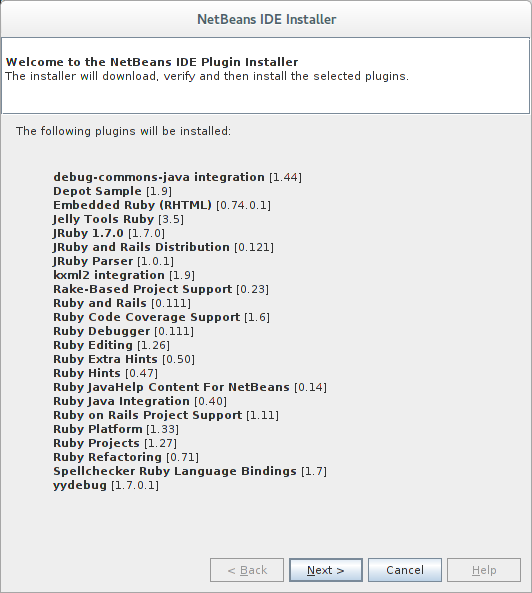 NetBeans IDE Installer
Welcome to the NetBeans IDE Plugin Installer
The installer will download, verify and then install the selected plugins.
The following plugins will be installed:
debug-commons-java integration [1.44]
Depot Sample [1.9]
Embedded Ruby (RHTML) [0.74.0.1]
Jelly Tools Ruby [3.5]
JRuby 1.7.0 [1.7.0]
JRuby and Rails Distribution [0.121]
JRuby Parser [1.0.1]
kxml2 integration [1.9]
Rake-Based Project Support [0.23]
Ruby and Rails [0.111]
Ruby Code Coverage Support [1.6]
Ruby Debugger [0.111]
Ruby Editing [1.26]
Ruby Extra Hints [0.50]
Ruby Hints [0.47]
Ruby JavaHelp Content For NetBeans [0.14]
Ruby Java Integration [0.40]
Ruby on Rails Project Support [1.11]
Ruby Platform [1.33]
Ruby Projects [1.27]
Ruby Refactoring [0.71]
Spellchecker Ruby Language Bindings [1.7]
yydebug [1.7.0.1]
< Back Next > Cancel Help